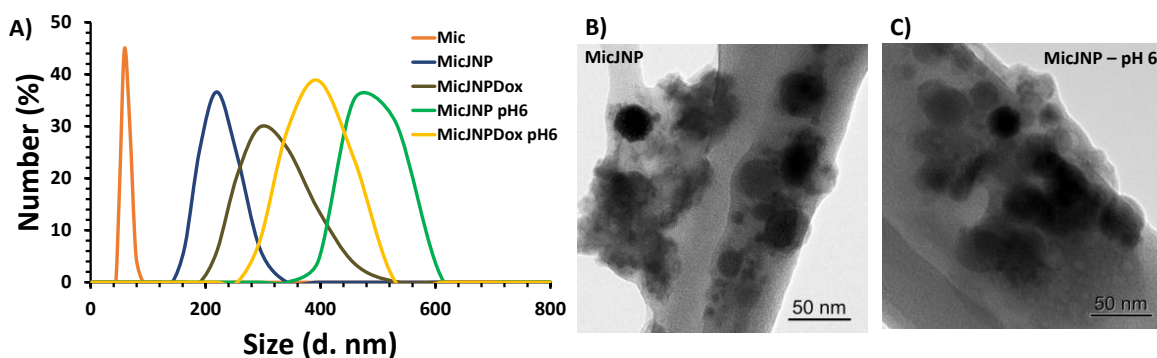 A)
Number (%)
50
40
30
20
10
0
0 200 400 600 800
Size (d. nm)
Mic
MicJNP
MicJNPDox
MicJNP pH6
MicJNPDox pH6
B)
MicJNP
50 nm
C)
MicJNP – pH 6
50 nm